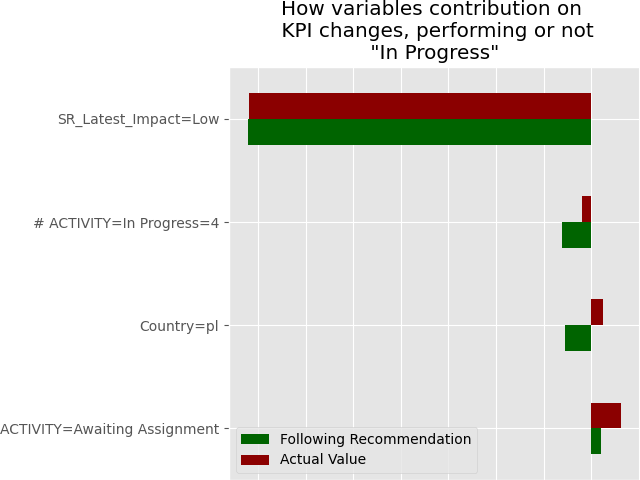 How variables contribution on
KPI changes, performing or not
"In Progress"
SR_Latest_Impact=Low
# ACTIVITY=In Progress=4
Country=pl
ACTIVITY=Awaiting Assignment
Following Recommendation
Actual Value